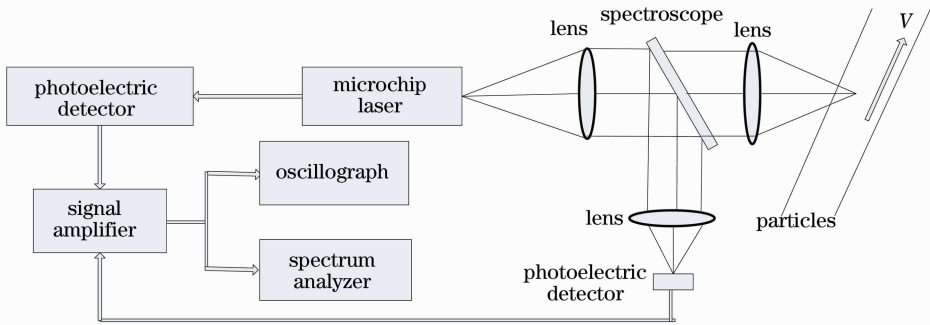 spectroscope
lens
lens
V
photoelectric
detector
microchip
laser
oscillograph
signal
amplifier
spectrum
analyzer
lens
particles
photoelectric
detector